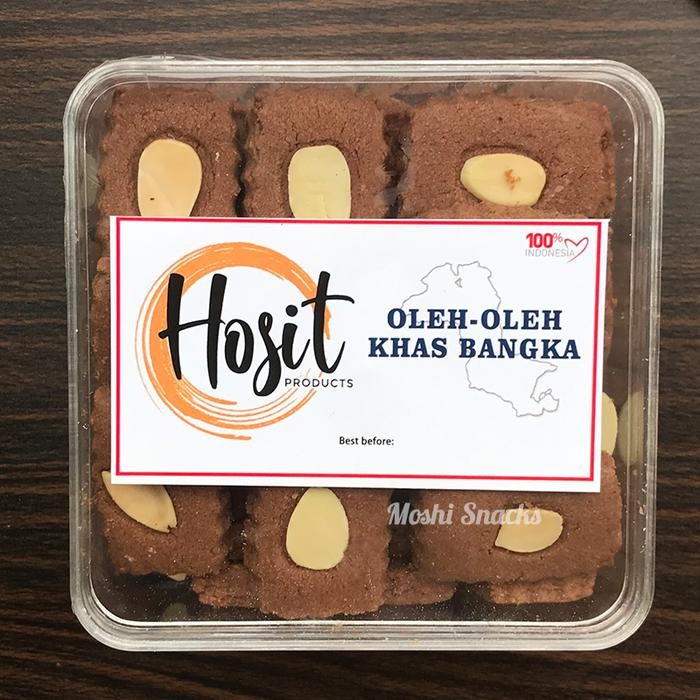 100%
INDONESIA
Hosit
PRODUCTS
OLEH-OLEH
KHAS BANGKA
Best before:
Moshi Snacks